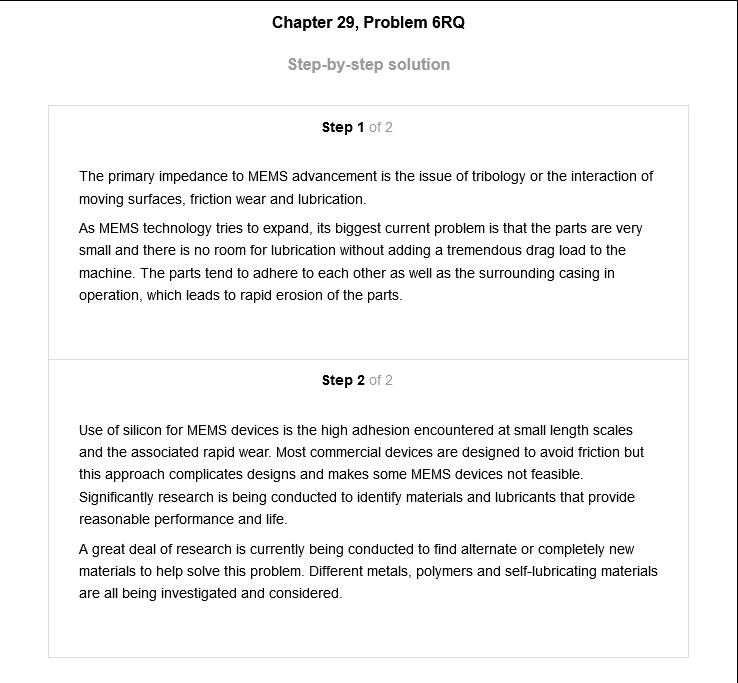 Chapter 29, Problem 6RQ
Step-by-step solution
Step 1 of 2
The primary impedance to MEMS advancement is the issue of tribology or the interaction of
moving surfaces, friction wear and lubrication.
As MEMS technology tries to expand, its biggest current problem is that the parts are very
small and there is no room for lubrication without adding a tremendous drag load to the
machine. The parts tend to adhere to each other as well as the surrounding casing in
operation, which leads to rapid erosion of the parts.
Step 2 of 2
Use of silicon for MEMS devices is the high adhesion encountered at small length scales
and the associated rapid wear. Most commercial devices are designed to avoid friction but
this approach complicates designs and makes some MEMS devices not feasible.
Significantly research is being conducted to identify materials and lubricants that provide
reasonable performance and life.
A great deal of research is currently being conducted to find alternate or completely new
materials to help solve this problem. Different metals, polymers and self-lubricating materials
are all being investigated and considered.